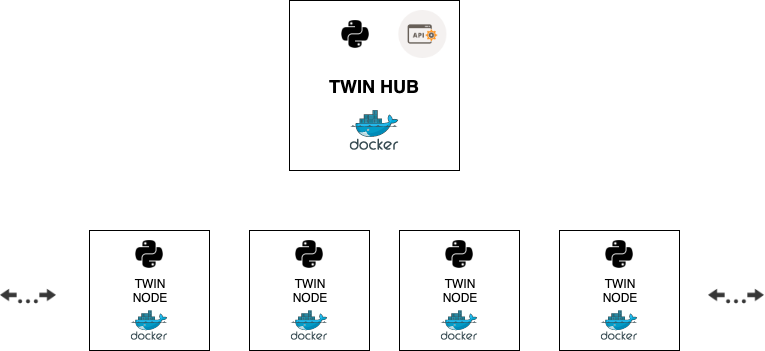 API
TWIN HUB
docker
TWIN
NODE
docker
TWIN
NODE
docker
TWIN
NODE
docker
TWIN
NODE
docker
...
...